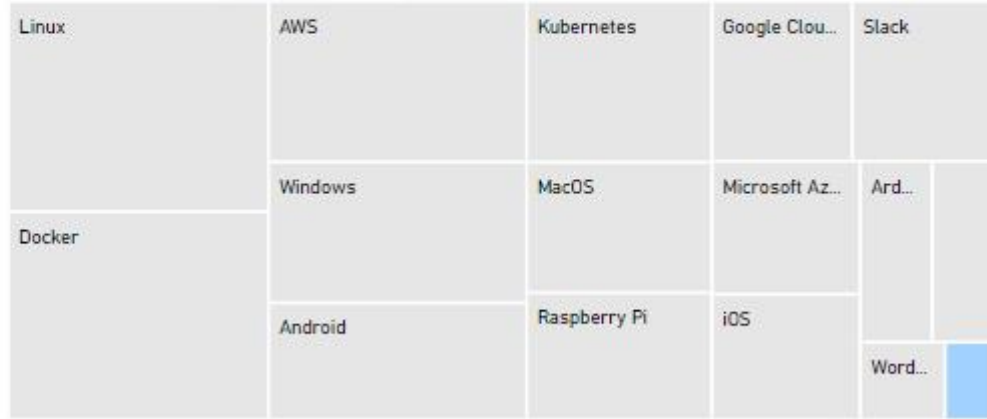 Linux
AWS
Kubernetes
Google Clou...
Slack
Windows
MacOS
Microsoft Az...
Ard...
Docker
Android
Raspberry Pi
iOS
Word...